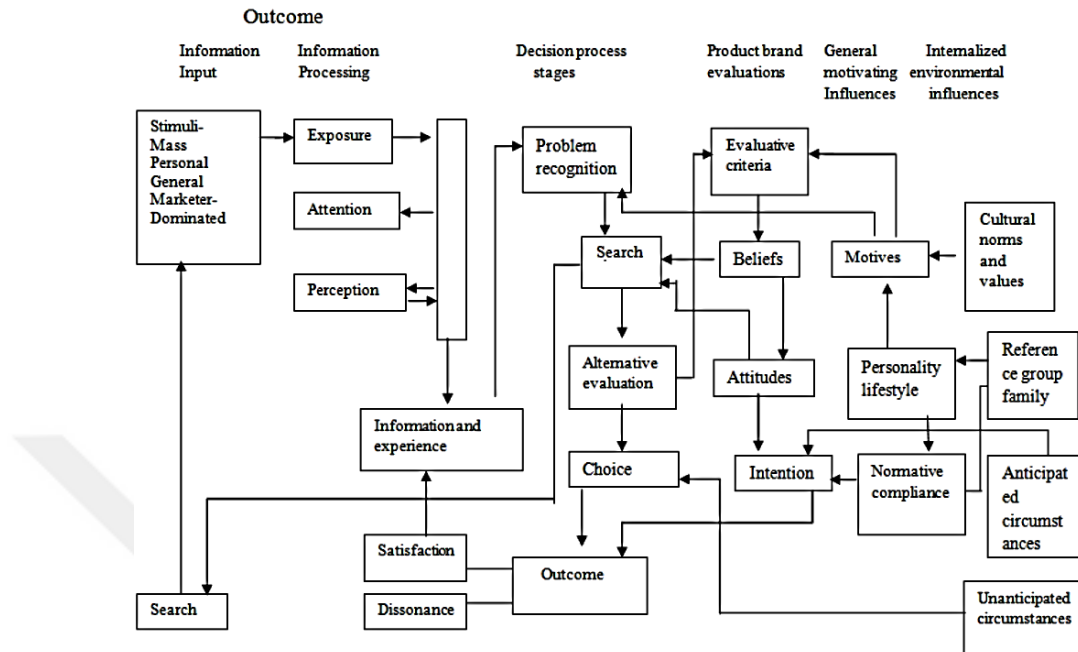 Outcome
Information
Input
Information
Processing
Decision process
stages
Product brand
evaluations
General
motivating
Influences
Internalized
environmental
influences
Stimuli-
Mass
Personal
General
Marketer-
Dominated
Exposure
Attention
Perception
Information and
experience
Satisfaction
Dissonance
Search
Problem
recognition
Search
Alternative
evaluation
Choice
Outcome
Evaluative
criteria
Beliefs
Attitudes
Intention
Motives
Personality
lifestyle
Normative
compliance
Cultural
norms
and
values
Referen
ce group
family
Anticipat
ed
circumst
ances
Unanticipated
circumstances